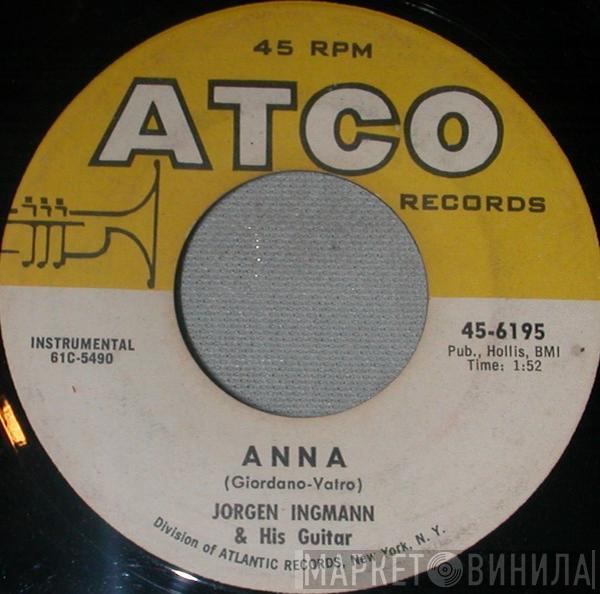 45 RPM
ATCO
RECORDS
INSTRUMENTAL
61C-5490
45-6195
Pub., Hollis, BMI
Time: 1:52
ANNA
(Giordano-Vatro)
JORGEN INGMANN
& His Guitar
Division of ATLANTIC RECORDS, New York, N. Y.
МАРКЕТ ВИНИЛА